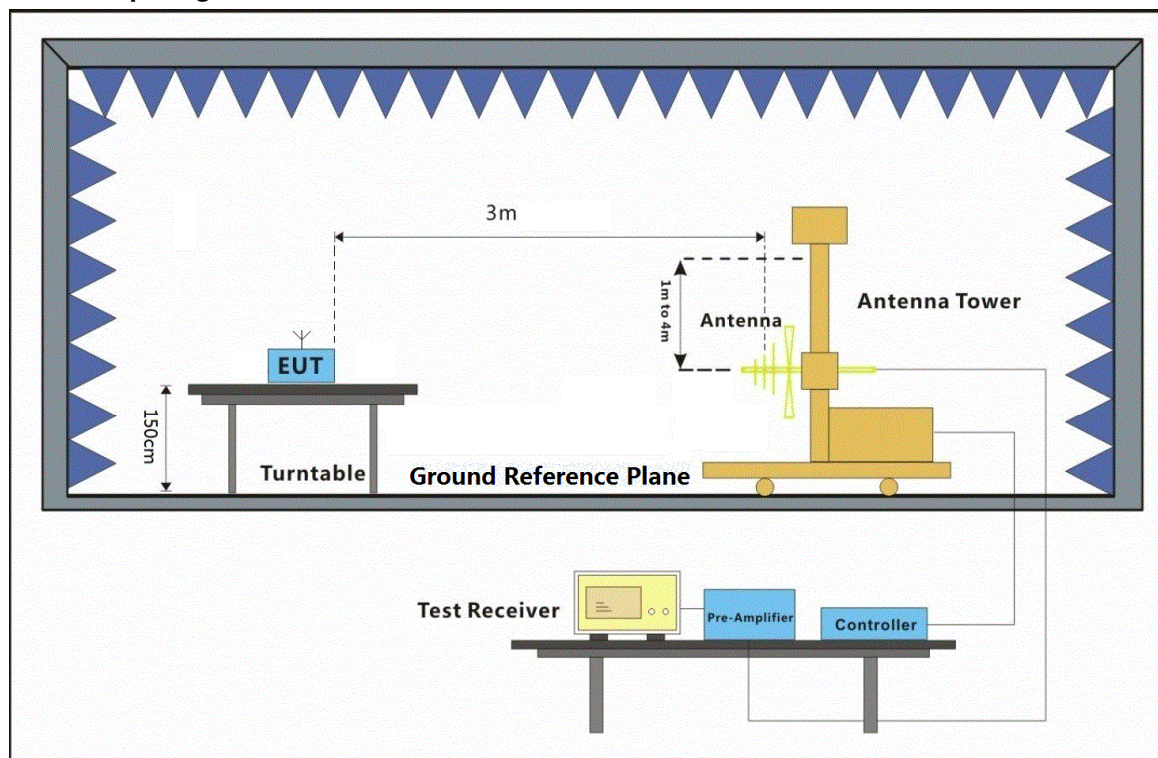 3m
1m to 4m
Antenna
Antenna Tower
EUT
150cm
Turntable
Ground Reference Plane
Test Receiver
Pre-Amplifier
Controller